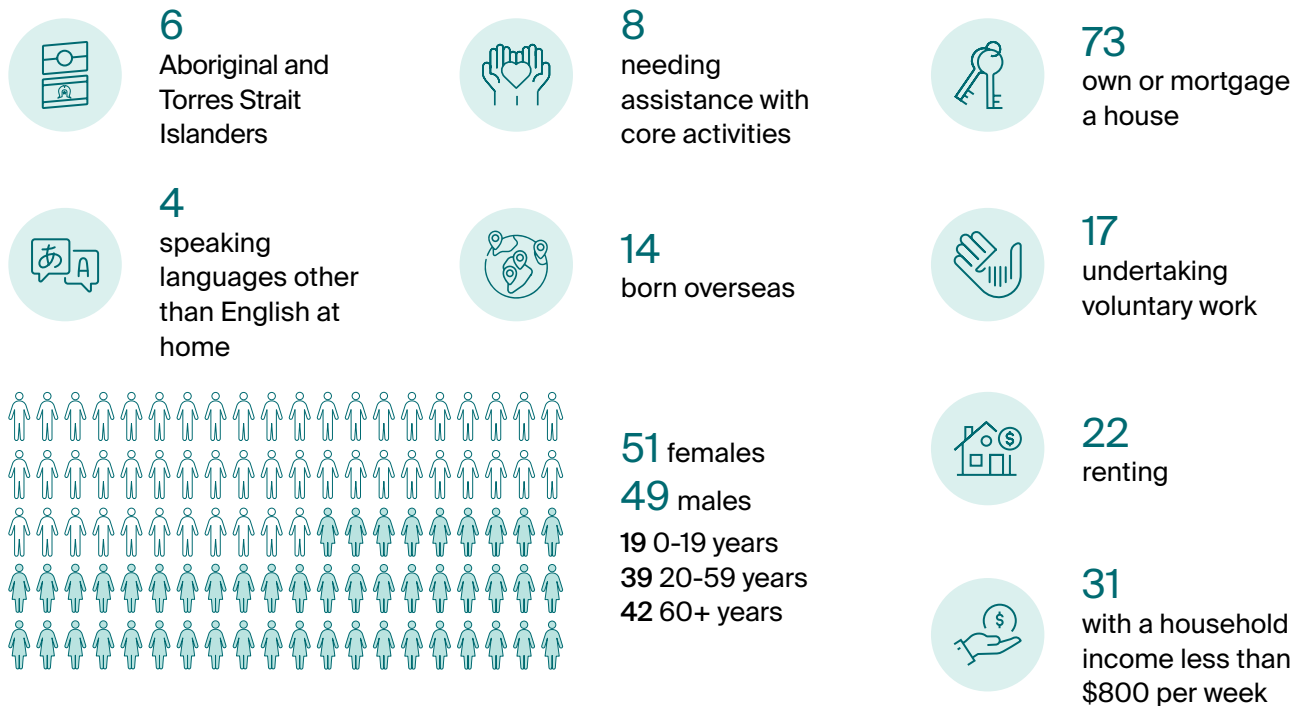 6
Aboriginal and
Torres Strait
Islanders
8
needing
assistance with
core activities
73
own or mortgage
a house
4
speaking
languages other
than English at
home
あ A
14
born overseas
17
undertaking
voluntary work
51 females
49 males
19 0-19 years
39 20-59 years
42 60+ years
$
22
renting
$
31
with a household
income less than
$800 per week